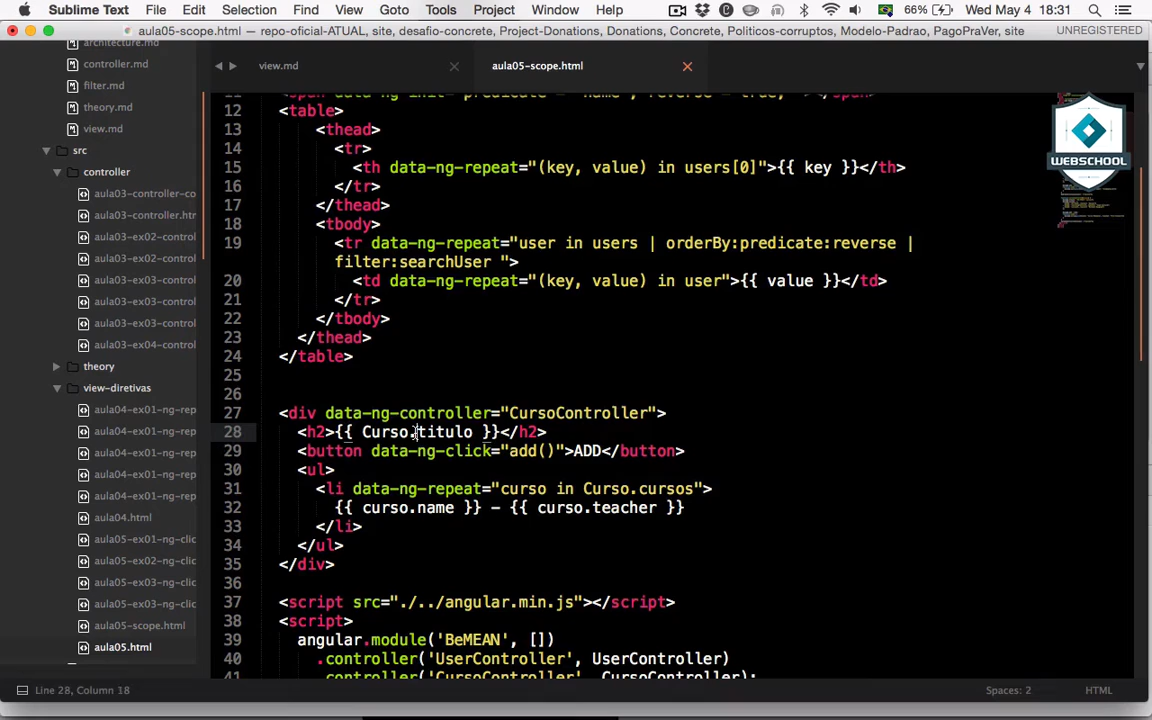 Sublime Text File Edit Selection Find View Goto Tools Project Window Help 66% Wed May 4 18:31
aula05-scope.html — repo-oficial-ATUAL, site, desafio-concrete, Project-Donations, Donations, Concrete, Politicos-corruptos, Modelo-Padrao, PagoPraVer, site UNREGISTERED
view.md aula05-scope.html
architecture.md
controller.md
filter.md
theory.md
view.md
src
controller
aula03-controller-co
aula03-controller.htr
aula03-ex02-control
aula03-ex02-control
aula03-ex03-control
aula03-ex03-control
aula03-ex03-control
aula03-ex04-control
theory
view-diretivas
aula04-ex01-ng-rep
aula04-ex01-ng-rep
aula04-ex01-ng-rep
aula04-ex01-ng-rep
aula04-ex01-ng-rep
aula04.html
aula05-ex01-ng-clic
aula05-ex02-ng-clic
aula05-ex03-ng-clic
aula05-ex03-ng-clic
aula05-scope.html
aula05.html
12 <table>
13 <thead>
14 <tr>
15 <th data-ng-repeat="(key, value) in users[0]">{{ key }}</th>
16 </tr>
17 </thead>
18 <tbody>
19 <tr data-ng-repeat="user in users | orderBy:predicate:reverse |
filter:searchUser ">
20 <td data-ng-repeat="(key, value) in user">{{ value }}</td>
21 </tr>
22 </tbody>
23 </thead>
24 </table>
25
26
27 <div data-ng-controller="CursoController">
28 <h2>{{ Curso.titulo }}</h2>
29 <button data-ng-click="add()">ADD</button>
30 <ul>
31 <li data-ng-repeat="curso in Curso.cursos">
32 {{ curso.name }} - {{ curso.teacher }}
33 </li>
34 </ul>
35 </div>
36
37 <script src="./../angular.min.js"></script>
38 <script>
39 angular.module('BeMEAN', [])
40 .controller('UserController', UserController)
41 .controller('CursoController', CursoController);
WEBSCHOOL
Line 28, Column 18 Spaces: 2 HTML